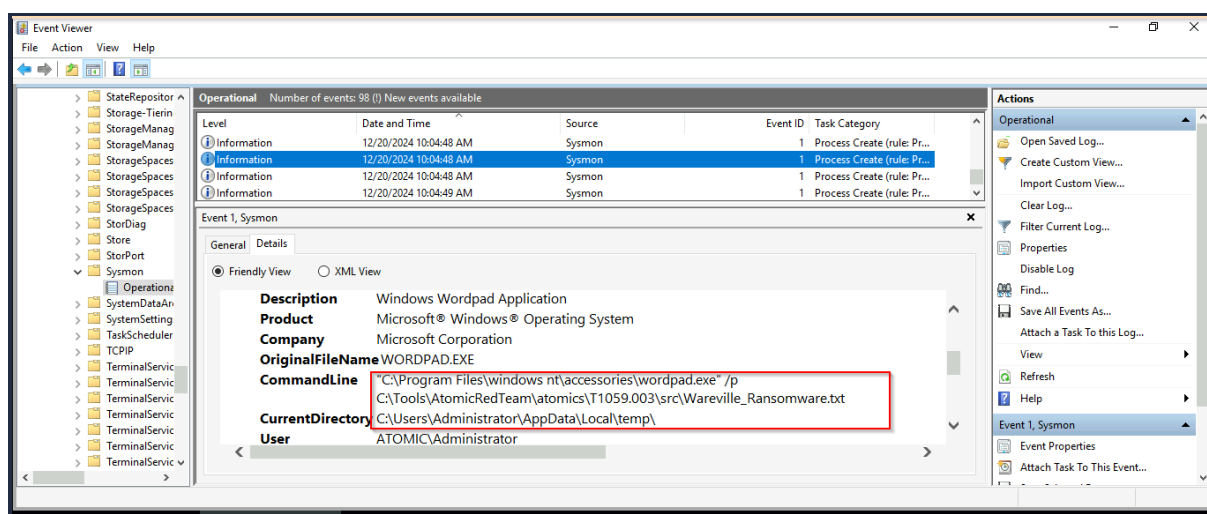 Event Viewer
File Action View Help
StateRepositor
Storage-Tierin
StorageManag
StorageManag
StorageSpaces
StorageSpaces
StorageSpaces
StorageSpaces
StorageSpaces
StorDiag
Store
StorPort
Sysmon
Operationa
SystemDataAr
SystemSetting
TaskScheduler
TCPIP
TerminalServic
TerminalServic
TerminalServic
TerminalServic
TerminalServic
TerminalServic
TerminalServic
Operational Number of events: 98 (!) New events available
Level Date and Time Source Event ID Task Category
Information 12/20/2024 10:04:48 AM Sysmon 1 Process Create (rule: Pr...
Information 12/20/2024 10:04:48 AM Sysmon 1 Process Create (rule: Pr...
Information 12/20/2024 10:04:48 AM Sysmon 1 Process Create (rule: Pr...
Information 12/20/2024 10:04:49 AM Sysmon 1 Process Create (rule: Pr...
Event 1, Sysmon
General Details
Friendly View XML View
Description Windows Wordpad Application
Product Microsoft® Windows® Operating System
Company Microsoft Corporation
OriginalFileName WORDPAD.EXE
CommandLine "C:\Program Files\windows nt\accessories\wordpad.exe" /p
C:\Tools\AtomicRedTeam\atomics\T1059.003\src\Wareville_Ransomware.txt
CurrentDirectory C:\Users\Administrator\AppData\Local\temp\
User ATOMIC\Administrator
Actions
Operational
Open Saved Log...
Create Custom View...
Import Custom View...
Clear Log...
Filter Current Log...
Properties
Disable Log
Find...
Save All Events As...
Attach a Task To this Log...
View
Refresh
Help
Event 1, Sysmon
Event Properties
Attach Task To This Event...